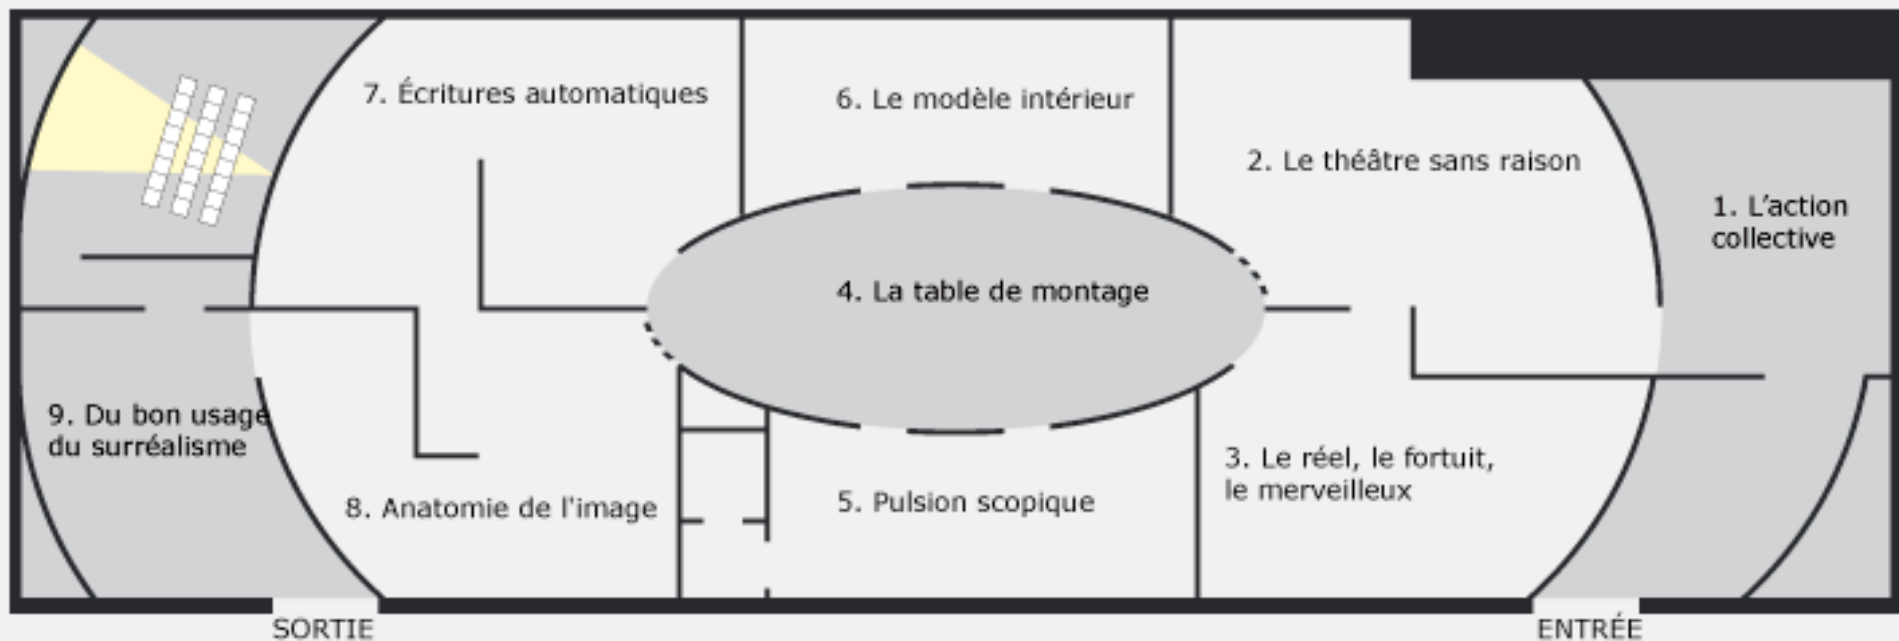 7. Écritures automatiques
6. Le modèle intérieur
2. Le théâtre sans raison
1. L’action
collective
4. La table de montage
9. Du bon usage
du surréalisme
8. Anatomie de l'image
5. Pulsion scopique
3. Le réel, le fortuit,
le merveilleux
SORTIE
ENTRÉE